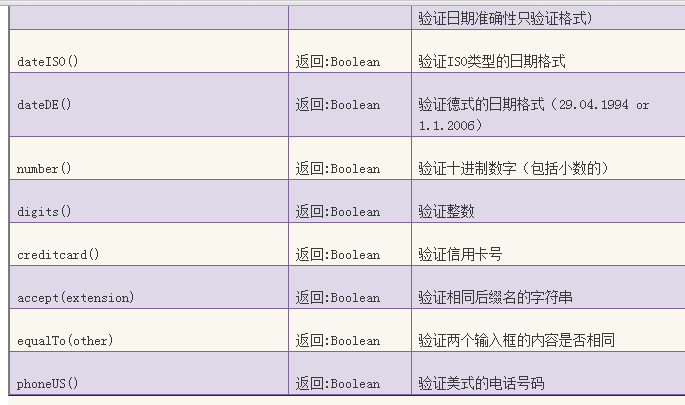 验证日期准确性只验证格式)
dateISO() 返回:Boolean 验证ISO类型的日期格式
dateDE() 返回:Boolean 验证德式的日期格式（29.04.1994 or
1.1.2006）
number() 返回:Boolean 验证十进制数字（包括小数的）
digits() 返回:Boolean 验证整数
creditcard() 返回:Boolean 验证信用卡号
accept(extension) 返回:Boolean 验证相同后缀名的字符串
equalTo(other) 返回:Boolean 验证两个输入框的内容是否相同
phoneUS() 返回:Boolean 验证美式的电话号码